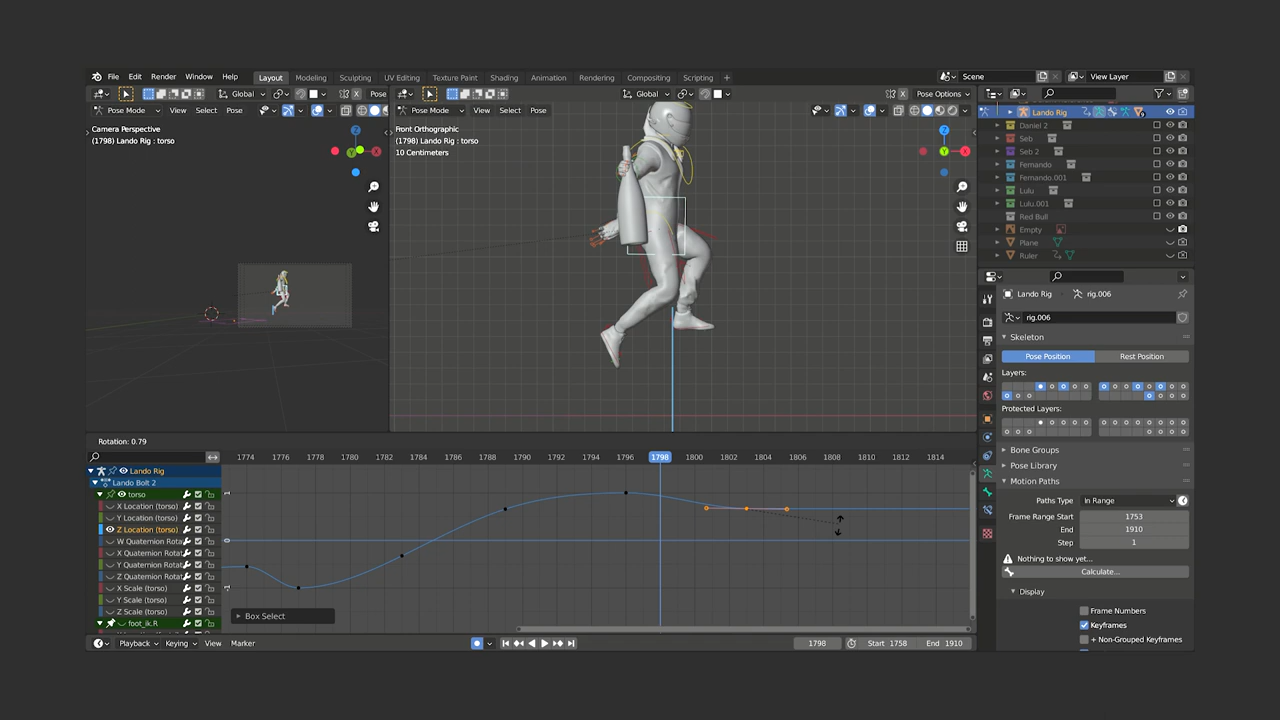 File Edit Render Window Help Layout Modeling Sculpting UV Editing Texture Paint Shading Animation Rendering Compositing Scripting + Scene View Layer
Global Pose Global Pose Options
Pose Mode View Select Add Pose Mode View Select Pose
Lando Rig
Camera Perspective
(1798) Lando Rig : torso
Front Orthographic
(1798) Lando Rig : torso
10 Centimeters
Daniel 2
Seb
Seb 2
Fernando
Fernando.001
Lulu
Lulu.001
Red Bull
Empty
Plane
Ruler
Lando Rig rig.006
rig.006
Skeleton
Pose Position Rest Position
Layers:
Protected Layers:
Bone Groups
Pose Library
Motion Paths
Paths Type In Range
Frame Range Start 1753
End 1910
Step 1
Nothing to show yet...
Calculate...
Display
Frame Numbers
Keyframes
+ Non-Grouped Keyframes
Rotation: 0.79
1774 1776 1778 1780 1782 1784 1786 1788 1790 1792 1794 1796 1798 1800 1802 1804 1806 1808 1810 1812 1814
Lando Rig
Lando Bolt 2
torso
X Location (torso)
Y Location (torso)
Z Location (torso)
W Quaternion Rotat
X Quaternion Rotat
Y Quaternion Rotat
Z Quaternion Rotat
X Scale (torso)
Y Scale (torso)
Z Scale (torso)
foot_ik.R
Box Select
Playback Keying View Marker 1798 Start 1758 End 1910